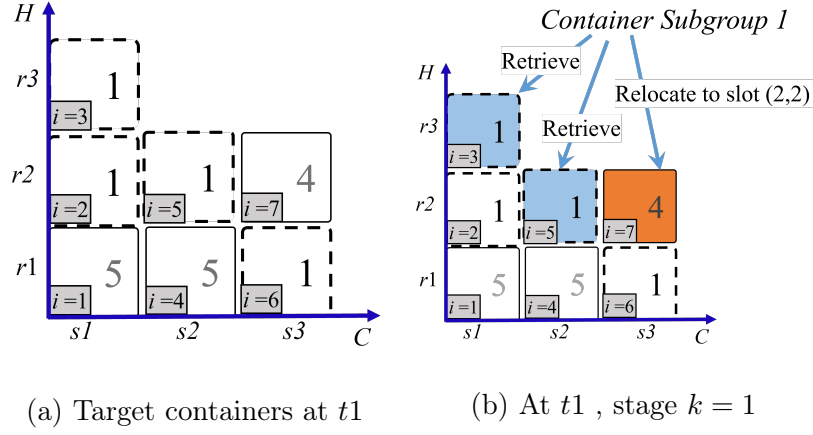 H
r3
1
i=3
r2
1
i=2
1
i=5
4
i=7
r1
5
i=1
5
i=4
1
i=6
s1 s2 s3 C
(a) Target containers at t1
Container Subgroup 1
Retrieve
H
Relocate to slot (2,2)
Retrieve
r3
1
i=3
r2
1
i=2
1
i=5
4
i=7
r1
5
i=1
5
i=4
1
i=6
s1 s2 s3 C
(b) At t1 , stage k = 1